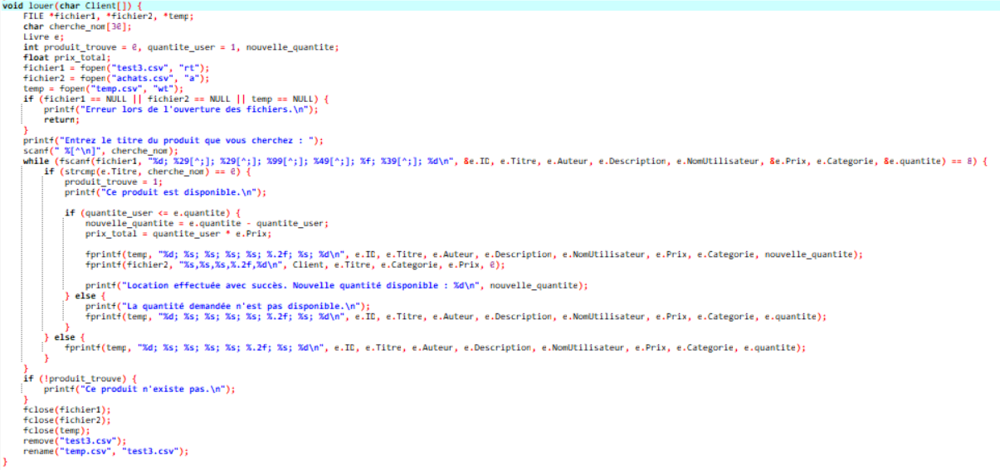 void louer(char Client[]) {
    FILE *fichier1, *fichier2, *temp;
    char cherche_nom[30];
    Livre e;
    int produit_trouve = 0, quantite_user = 1, nouvelle_quantite;
    float prix_total;
    fichier1 = fopen("test3.csv", "rt");
    fichier2 = fopen("achats.csv", "a");
    temp = fopen("temp.csv", "wt");
    if (fichier1 == NULL || fichier2 == NULL || temp == NULL) {
        printf("Erreur lors de l'ouverture des fichiers.\n");
        return;
    }
    printf("Entrez le titre du produit que vous cherchez : ");
    scanf(" %[^\n]", cherche_nom);
    while (fscanf(fichier1, "%d; %29[^;]; %29[^;]; %99[^;]; %49[^;]; %f; %39[^;]; %d\n", &e.ID, e.Titre, e.Auteur, e.Description, e.NomUtilisateur, &e.Prix, e.Categorie, &e.quantite) == 8) {
        if (strcmp(e.Titre, cherche_nom) == 0) {
            produit_trouve = 1;
            printf("Ce produit est disponible.\n");
            if (quantite_user <= e.quantite) {
                nouvelle_quantite = e.quantite - quantite_user;
                prix_total = quantite_user * e.Prix;
                fprintf(temp, "%d; %s; %s; %s; %s; %.2f; %s; %d\n", e.ID, e.Titre, e.Auteur, e.Description, e.NomUtilisateur, e.Prix, e.Categorie, nouvelle_quantite);
                fprintf(fichier2, "%s,%s,%s,%.2f,%d\n", Client, e.Titre, e.Categorie, e.Prix, 0);
                printf("Location effectuée avec succès. Nouvelle quantité disponible : %d\n", nouvelle_quantite);
            } else {
                printf("La quantité demandée n'est pas disponible.\n");
                fprintf(temp, "%d; %s; %s; %s; %s; %.2f; %s; %d\n", e.ID, e.Titre, e.Auteur, e.Description, e.NomUtilisateur, e.Prix, e.Categorie, e.quantite);
            }
        } else {
            fprintf(temp, "%d; %s; %s; %s; %s; %.2f; %s; %d\n", e.ID, e.Titre, e.Auteur, e.Description, e.NomUtilisateur, e.Prix, e.Categorie, e.quantite);
        }
    }
    if (!produit_trouve) {
        printf("Ce produit n'existe pas.\n");
    }
    fclose(fichier1);
    fclose(fichier2);
    fclose(temp);
    remove("test3.csv");
    rename("temp.csv", "test3.csv");
}